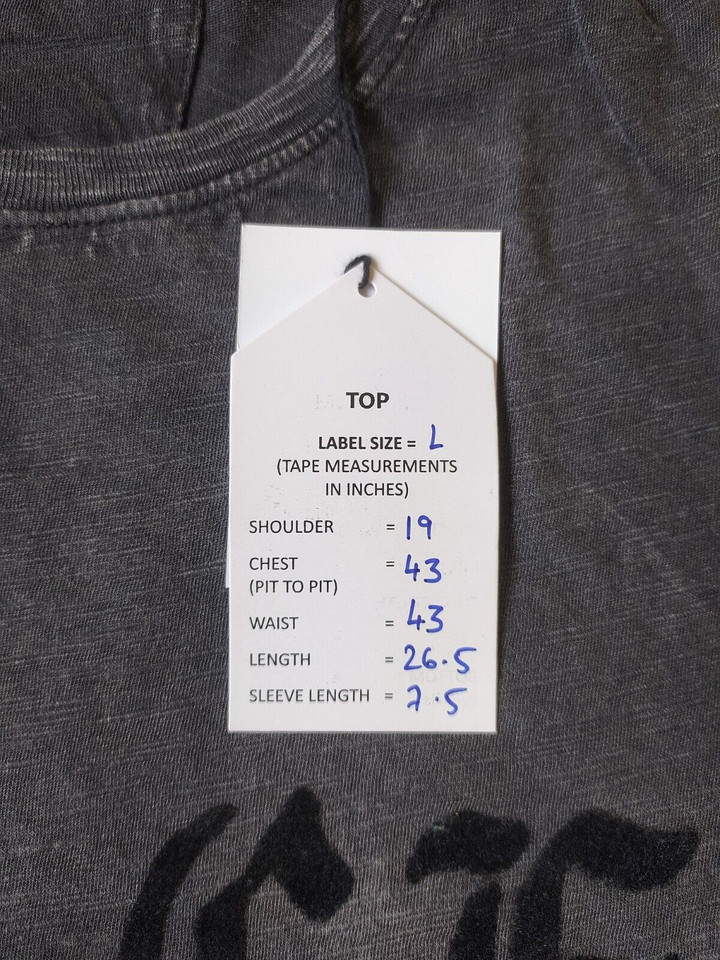 TOP
LABEL SIZE = L
(TAPE MEASUREMENTS
IN INCHES)
SHOULDER = 19
CHEST = 43
(PIT TO PIT)
WAIST = 43
LENGTH = 26.5
SLEEVE LENGTH = 7.5